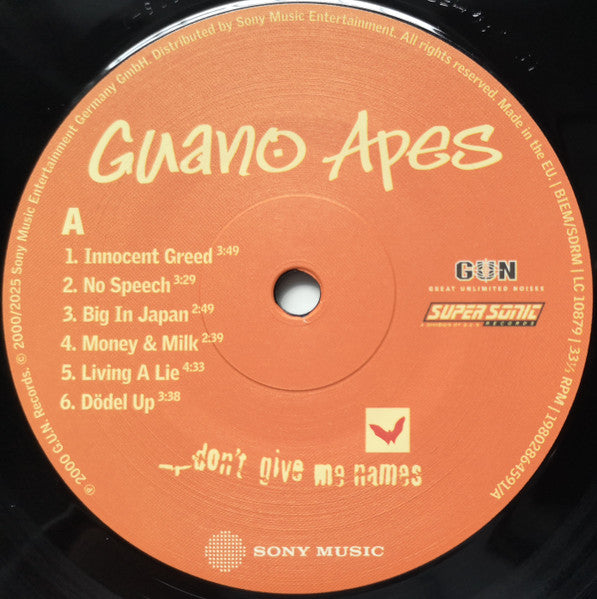 ℗ 2000 G.U.N. Records. © 2000/2025 Sony Music Entertainment Germany GmbH. Distributed by Sony Music Entertainment. All rights reserved. Made in the EU. | BIEM/SDRM | LC 10879 | 33⅓ RPM | 19802864591/A
Guano Apes
A
1. Innocent Greed 3:49
2. No Speech 3:29
3. Big In Japan 2:49
4. Money & Milk 2:39
5. Living A Lie 4:33
6. Dödel Up 3:38
GUN
GREAT UNLIMITED NOISES
SUPER SONIC
A DIVISION OF G.U.N. RECORDS
don't give me names
SONY MUSIC